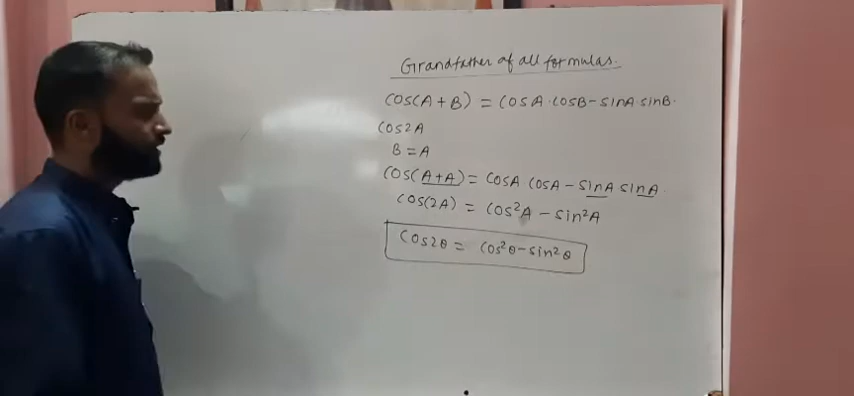 Grandfather of all formulas.
cos(A+B) = cosA·cosB-sinA·sinB.
cos2A
B = A
cos(A+A) = cosA cosA - sinA sinA.
cos(2A) = cos²A - sin²A
cos2θ = cos²θ-sin²θ